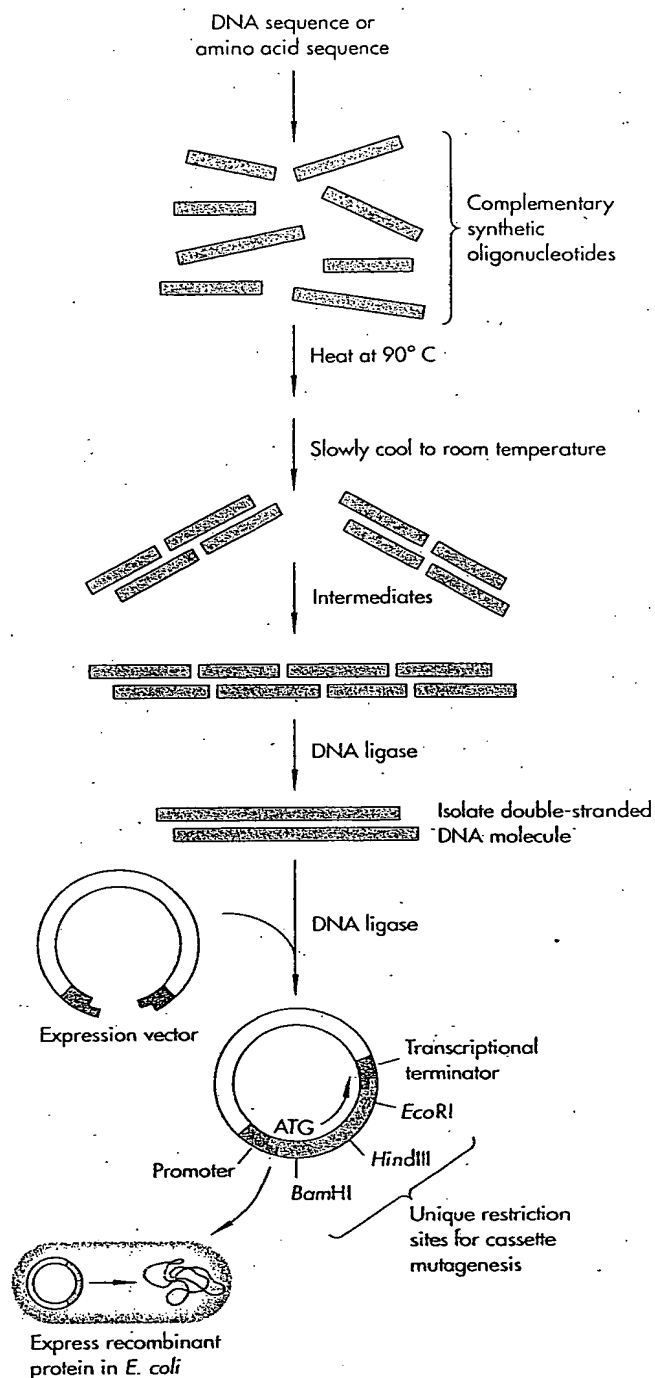 DNA sequence or
amino acid sequence
Complementary
synthetic
oligonucleotides
Heat at 90° C
Slowly cool to room temperature
Intermediates
DNA ligase
Isolate double-stranded
DNA molecule
DNA ligase
Expression vector
Transcriptional
terminator
EcoRI
ATG
HindIII
Promoter
BamHI
Unique restriction
sites for cassette
mutagenesis
Express recombinant
protein in E. coli